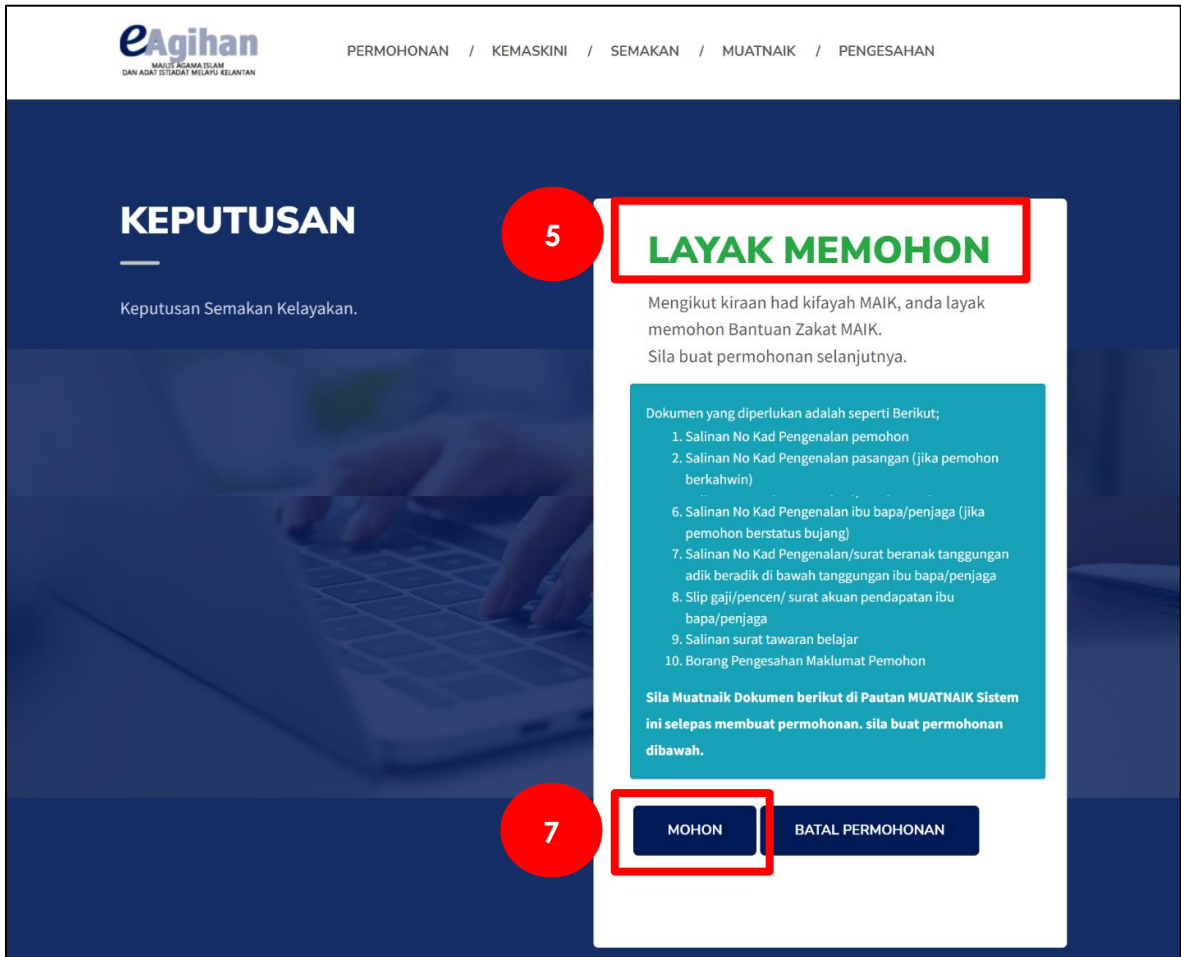 eAgihan
MAJLIS AGAMA ISLAM
DAN ADAT ISTIADAT MELAYU KELANTAN
PERMOHONAN / KEMASKINI / SEMAKAN / MUATNAIK / PENGESAHAN
KEPUTUSAN
Keputusan Semakan Kelayakan.
5
LAYAK MEMOHON
Mengikut kiraan had kifayah MAIK, anda layak
memohon Bantuan Zakat MAIK.
Sila buat permohonan selanjutnya.
Dokumen yang diperlukan adalah seperti Berikut;
1. Salinan No Kad Pengenalan pemohon
2. Salinan No Kad Pengenalan pasangan (jika pemohon
berkahwin)
6. Salinan No Kad Pengenalan ibu bapa/penjaga (jika
pemohon berstatus bujang)
7. Salinan No Kad Pengenalan/surat beranak tanggungan
adik beradik di bawah tanggungan ibu bapa/penjaga
8. Slip gaji/pencen/ surat akuan pendapatan ibu
bapa/penjaga
9. Salinan surat tawaran belajar
10. Borang Pengesahan Maklumat Pemohon
Sila Muatnaik Dokumen berikut di Pautan MUATNAIK Sistem
ini selepas membuat permohonan. sila buat permohonan
dibawah.
7
MOHON
BATAL PERMOHONAN